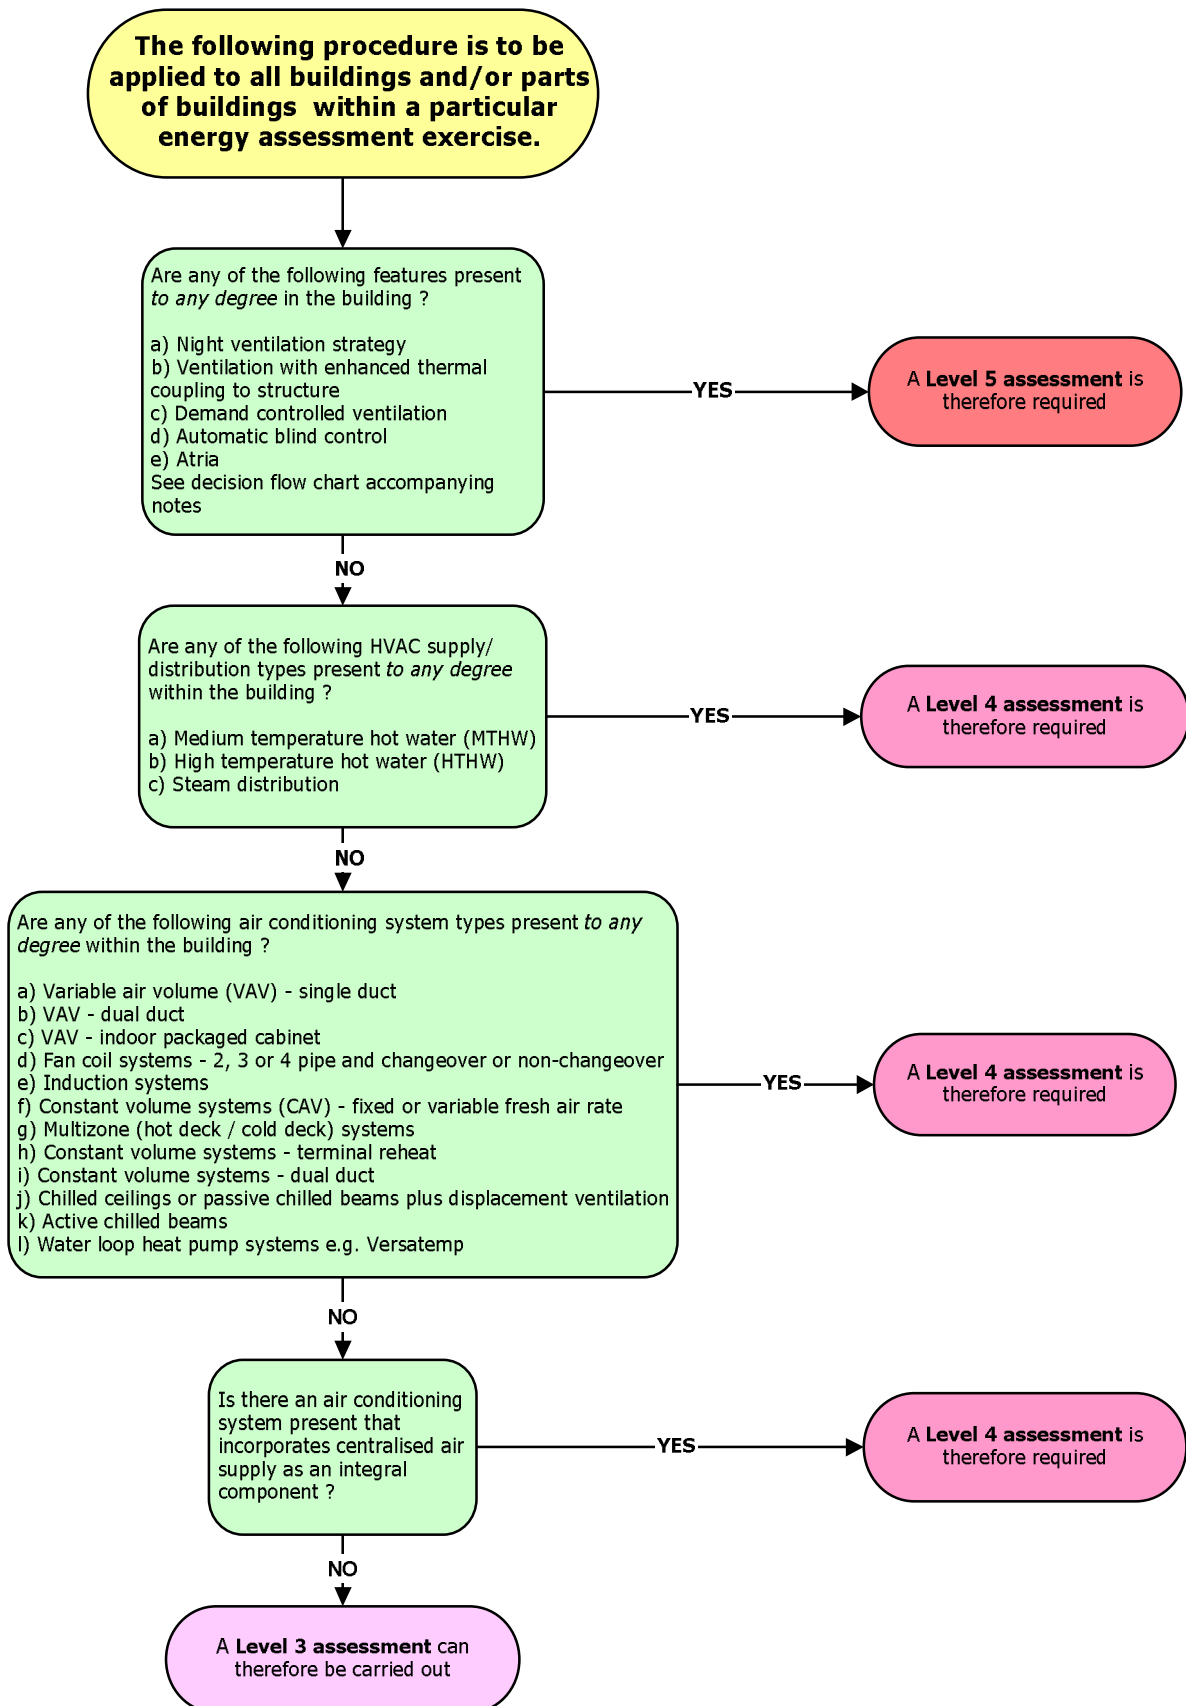 The following procedure is to be
applied to all buildings and/or parts
of buildings within a particular
energy assessment exercise.
Are any of the following features present
to any degree in the building ?
a) Night ventilation strategy
b) Ventilation with enhanced thermal
coupling to structure
c) Demand controlled ventilation
d) Automatic blind control
e) Atria
See decision flow chart accompanying
notes
YES
A Level 5 assessment is
therefore required
NO
Are any of the following HVAC supply/
distribution types present to any degree
within the building ?
a) Medium temperature hot water (MTHW)
b) High temperature hot water (HTHW)
c) Steam distribution
YES
A Level 4 assessment is
therefore required
NO
Are any of the following air conditioning system types present to any
degree within the building ?
a) Variable air volume (VAV) - single duct
b) VAV - dual duct
c) VAV - indoor packaged cabinet
d) Fan coil systems - 2, 3 or 4 pipe and changeover or non-changeover
e) Induction systems
f) Constant volume systems (CAV) - fixed or variable fresh air rate
g) Multizone (hot deck / cold deck) systems
h) Constant volume systems - terminal reheat
i) Constant volume systems - dual duct
j) Chilled ceilings or passive chilled beams plus displacement ventilation
k) Active chilled beams
l) Water loop heat pump systems e.g. Versatemp
YES
A Level 4 assessment is
therefore required
NO
Is there an air conditioning
system present that
incorporates centralised air
supply as an integral
component ?
YES
A Level 4 assessment is
therefore required
NO
A Level 3 assessment can
therefore be carried out